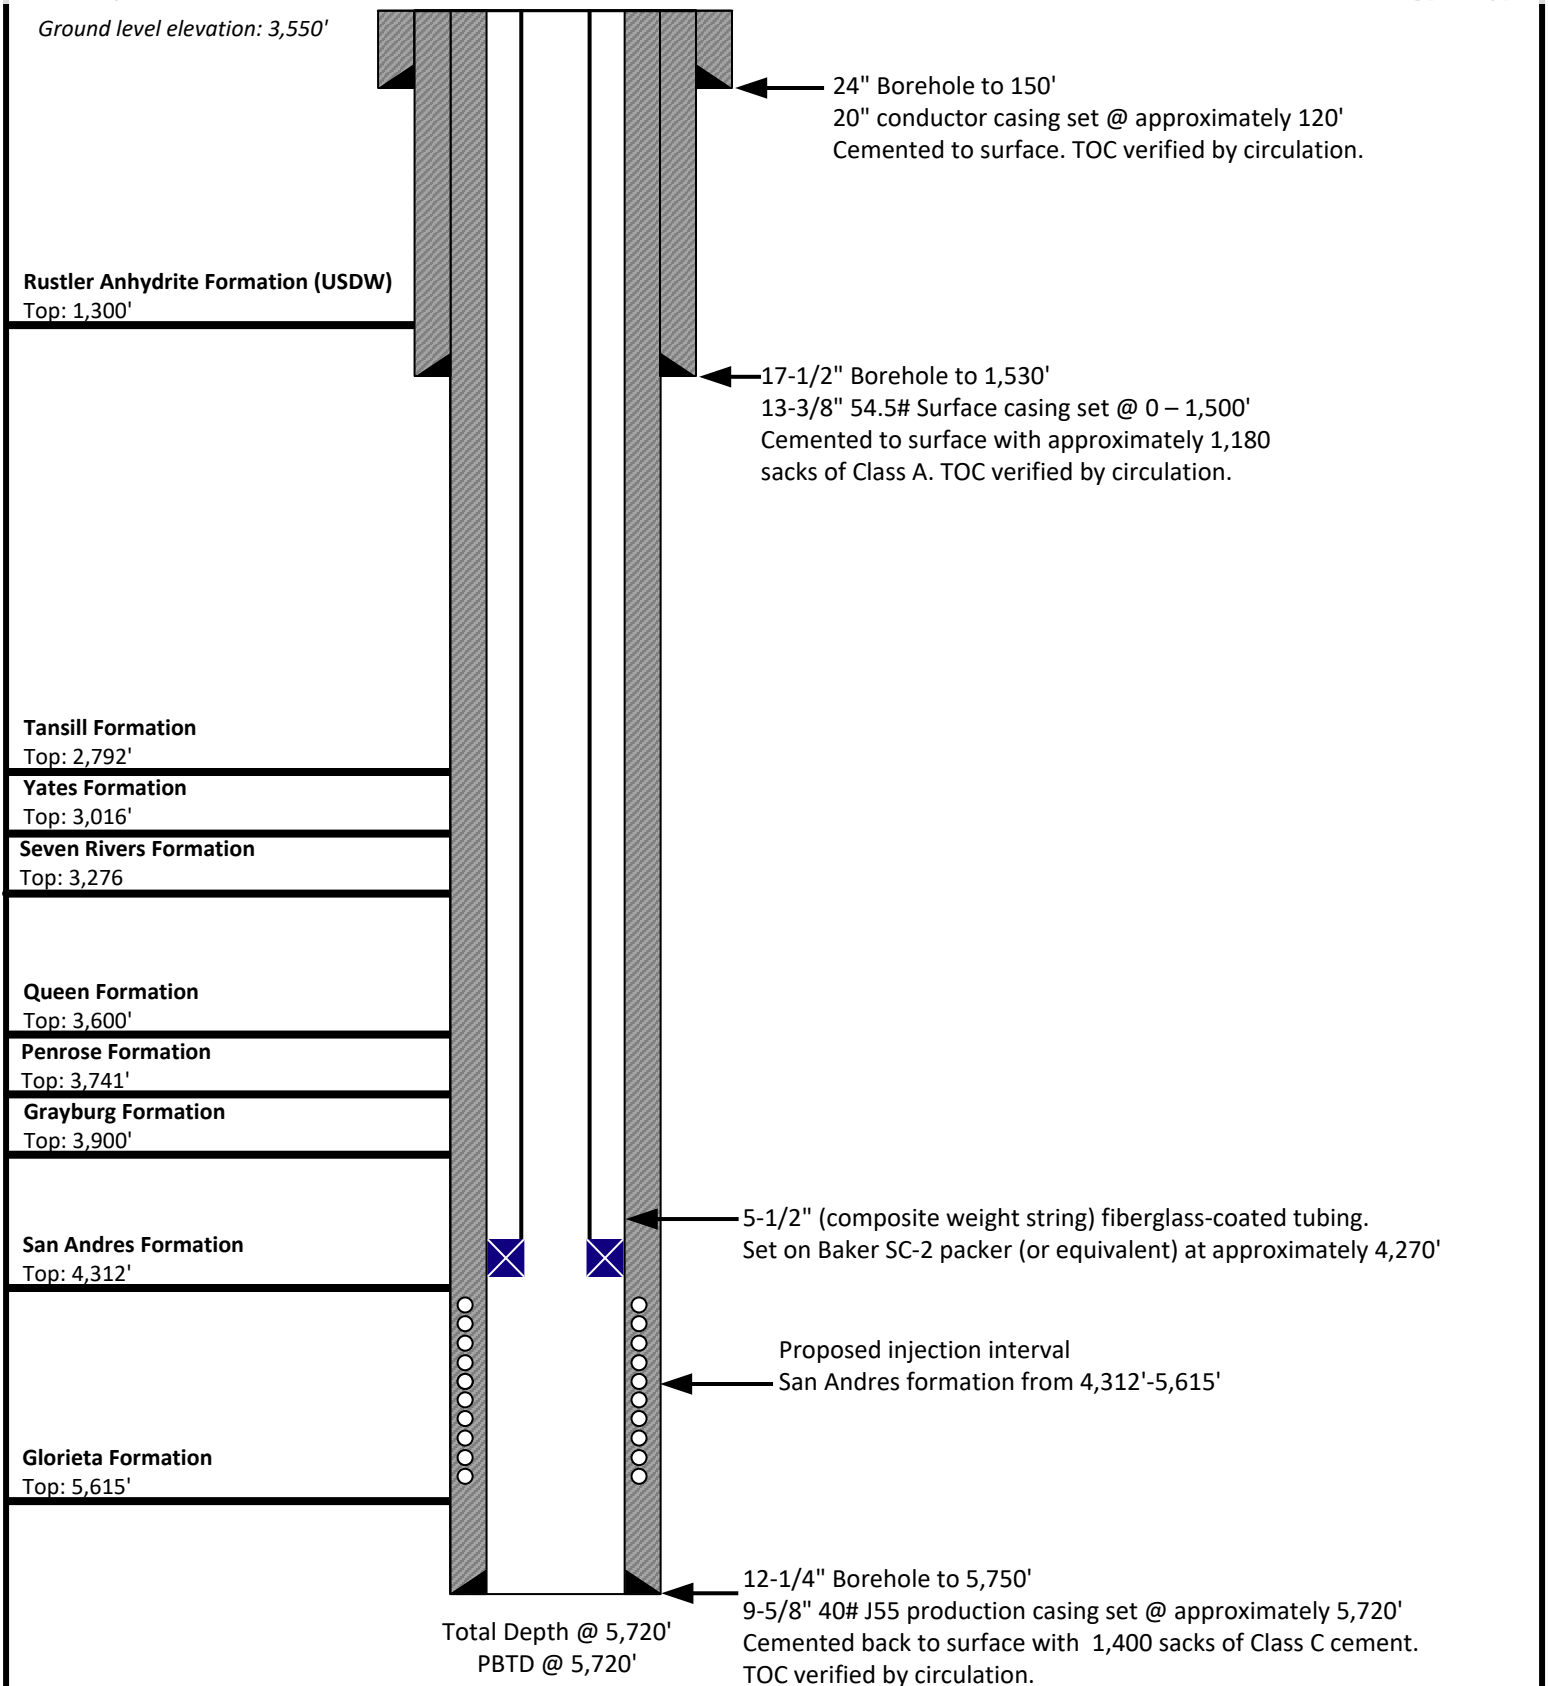 Ground level elevation: 3,550'
24" Borehole to 150'
20" conductor casing set @ approximately 120'
Cemented to surface. TOC verified by circulation.
Rustler Anhydrite Formation (USDW)
Top: 1,300'
17-1/2" Borehole to 1,530'
13-3/8" 54.5# Surface casing set @ 0 – 1,500'
Cemented to surface with approximately 1,180
sacks of Class A. TOC verified by circulation.
Tansill Formation
Top: 2,792'
Yates Formation
Top: 3,016'
Seven Rivers Formation
Top: 3,276
Queen Formation
Top: 3,600'
Penrose Formation
Top: 3,741'
Grayburg Formation
Top: 3,900'
5-1/2" (composite weight string) fiberglass-coated tubing.
Set on Baker SC-2 packer (or equivalent) at approximately 4,270'
San Andres Formation
Top: 4,312'
Proposed injection interval
San Andres formation from 4,312'-5,615'
Glorieta Formation
Top: 5,615'
12-1/4" Borehole to 5,750'
9-5/8" 40# J55 production casing set @ approximately 5,720'
Cemented back to surface with  1,400 sacks of Class C cement.
TOC verified by circulation.
Total Depth @ 5,720'
PBTD @ 5,720'